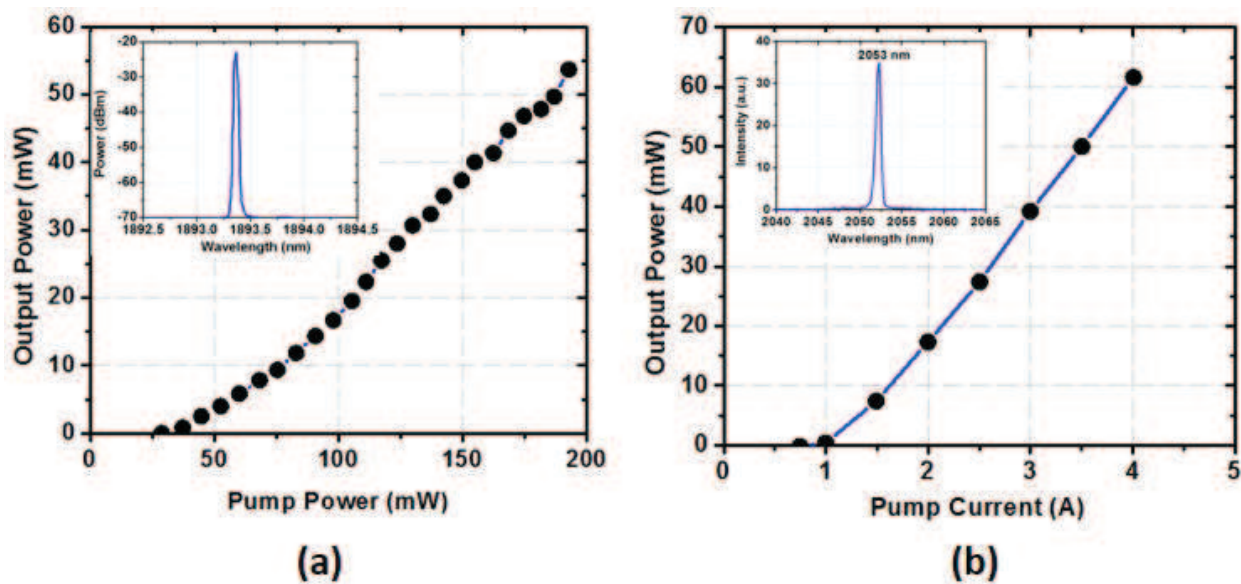 60
50
40
30
20
10
0
Output Power (mW)
0 50 100 150 200
Pump Power (mW)
-20
-30
-40
-50
-60
-70
Power (dBm)
1892.5 1893.0 1893.5 1894.0 1894.5
Wavelength (nm)
(a)
70
60
50
40
30
20
10
0
Output Power (mW)
0 1 2 3 4 5
Pump Current (A)
40
30
20
10
0
Intensity (a.u.)
2053 nm
2040 2045 2050 2055 2060 2065
Wavelength (nm)
(b)